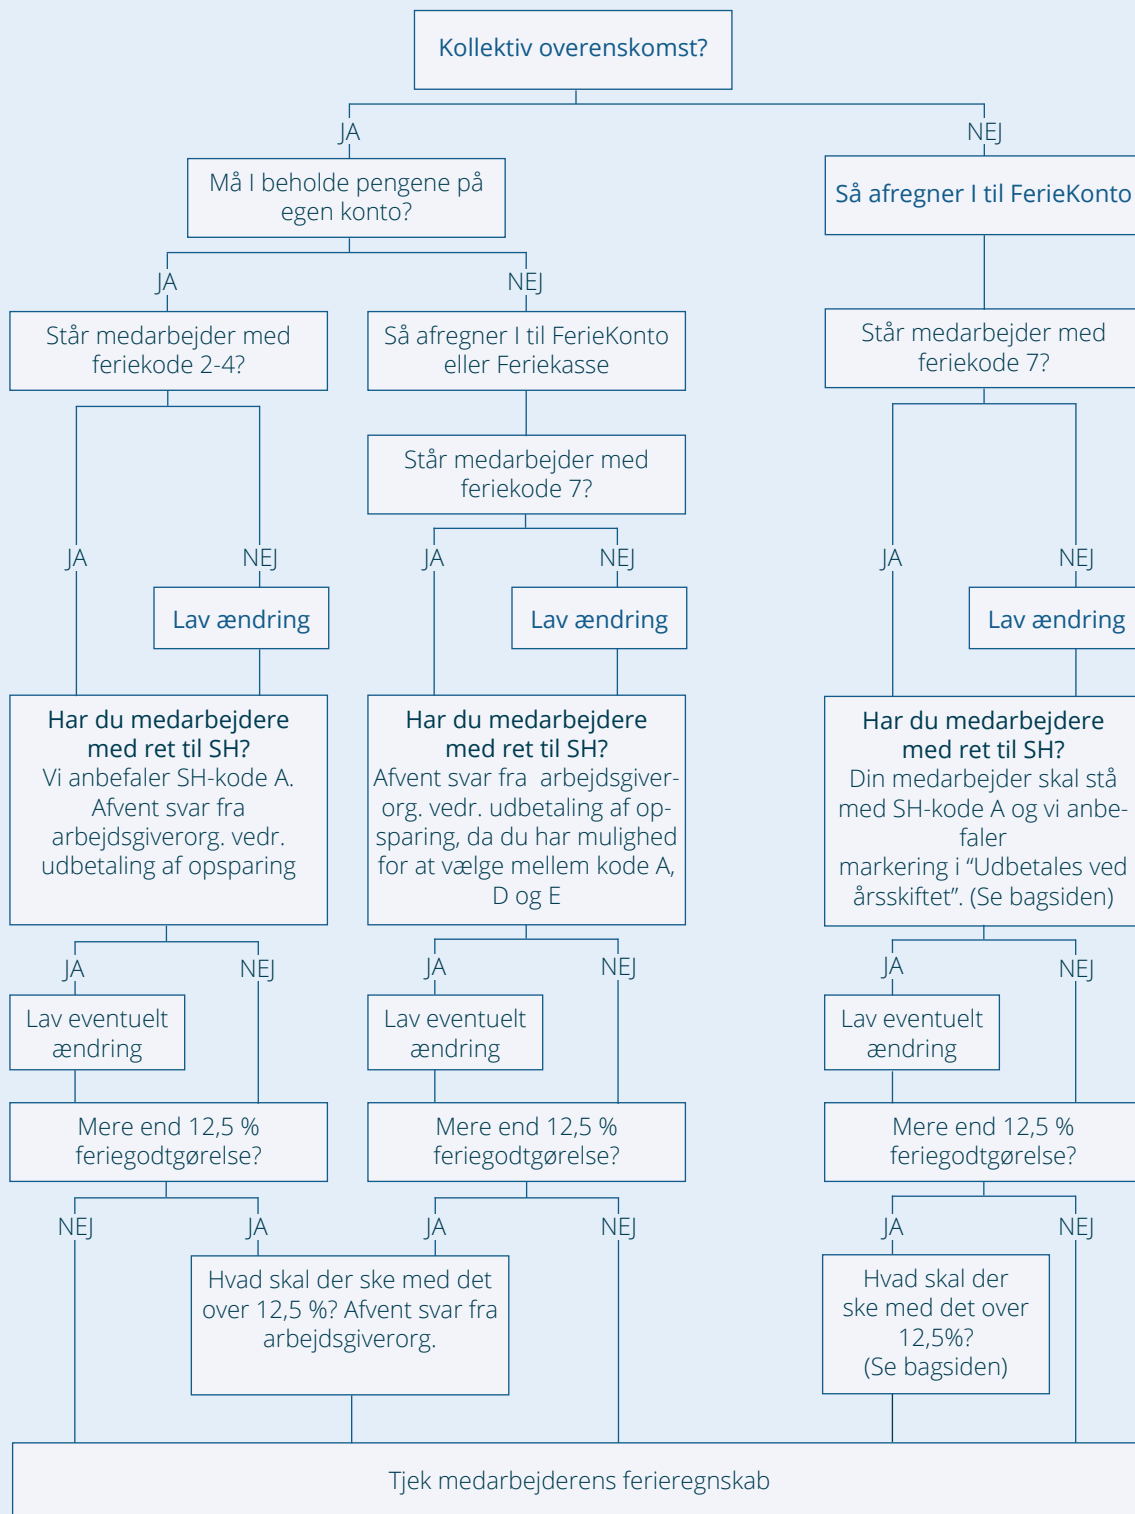 Kollektiv overenskomst?
JA
NEJ
Må I beholde pengene på
egen konto?
Så afregner I til FerieKonto
JA
NEJ
Står medarbejder med
feriekode 2-4?
Så afregner I til FerieKonto
eller Feriekasse
Står medarbejder med
feriekode 7?
Står medarbejder med
feriekode 7?
JA
NEJ
JA
NEJ
JA
NEJ
Lav ændring
Lav ændring
Lav ændring
Har du medarbejdere
med ret til SH?
Vi anbefaler SH-kode A.
Afvent svar fra
arbejdsgiverorg. vedr.
udbetaling af opsparing
Har du medarbejdere
med ret til SH?
Afvent svar fra arbejdsgiver-
org. vedr. udbetaling af op-
sparing, da du har mulighed
for at vælge mellem kode A,
D og E
Har du medarbejdere
med ret til SH?
Din medarbejder skal stå
med SH-kode A og vi anbe-
faler
markering i “Udbetales ved
årsskiftet”. (Se bagsiden)
JA
NEJ
JA
NEJ
JA
NEJ
Lav eventuelt
ændring
Lav eventuelt
ændring
Lav eventuelt
ændring
Mere end 12,5 %
feriegodtgørelse?
Mere end 12,5 %
feriegodtgørelse?
Mere end 12,5 %
feriegodtgørelse?
NEJ
JA
JA
NEJ
JA
NEJ
Hvad skal der ske med det
over 12,5 %? Afvent svar fra
arbejdsgiverorg.
Hvad skal der
ske med det over
12,5%?
(Se bagsiden)
Tjek medarbejderens ferieregnskab